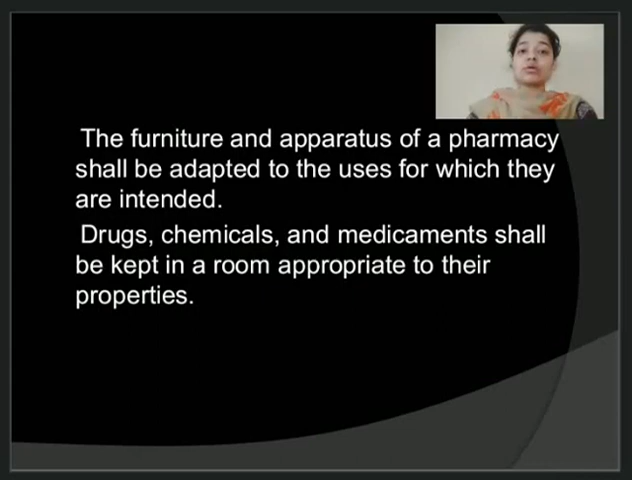 The furniture and apparatus of a pharmacy
shall be adapted to the uses for which they
are intended.
Drugs, chemicals, and medicaments shall
be kept in a room appropriate to their
properties.